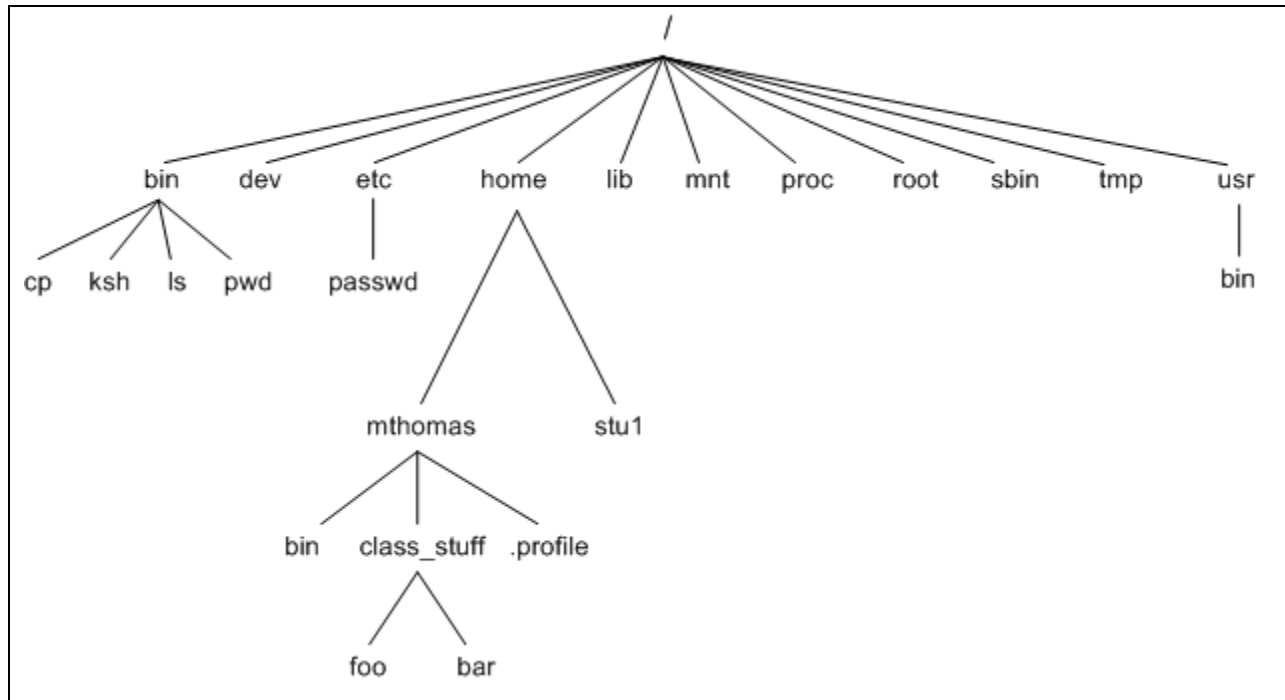 /
bin dev etc home lib mnt proc root sbin tmp usr
cp ksh ls pwd passwd bin
mthomas stu1
bin class_stuff .profile
foo bar